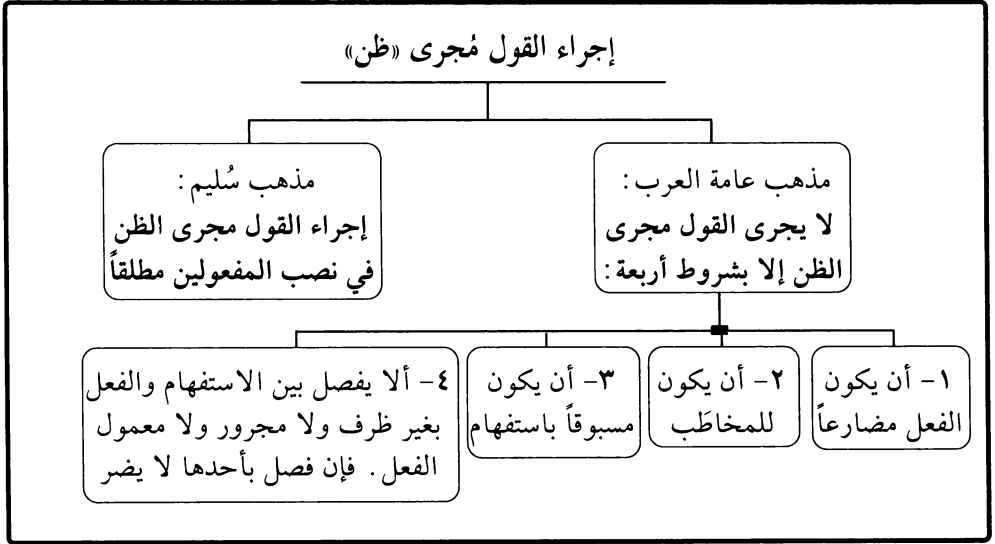 إجراء القول مُجرى «ظن»
مذهب عامة العرب:
لا يجرى القول مجرى
الظن إلا بشروط أربعة:
مذهب سُليم:
إجراء القول مجرى الظن
في نصب المفعولين مطلقاً
١- أن يكون
الفعل مضارعاً
٢- أن يكون
للمخاطَب
٣- أن يكون
مسبوقاً باستفهام
٤- ألا يفصل بين الاستفهام والفعل
بغير ظرف ولا مجرور ولا معمول
الفعل. فإن فصل بأحدها لا يضر